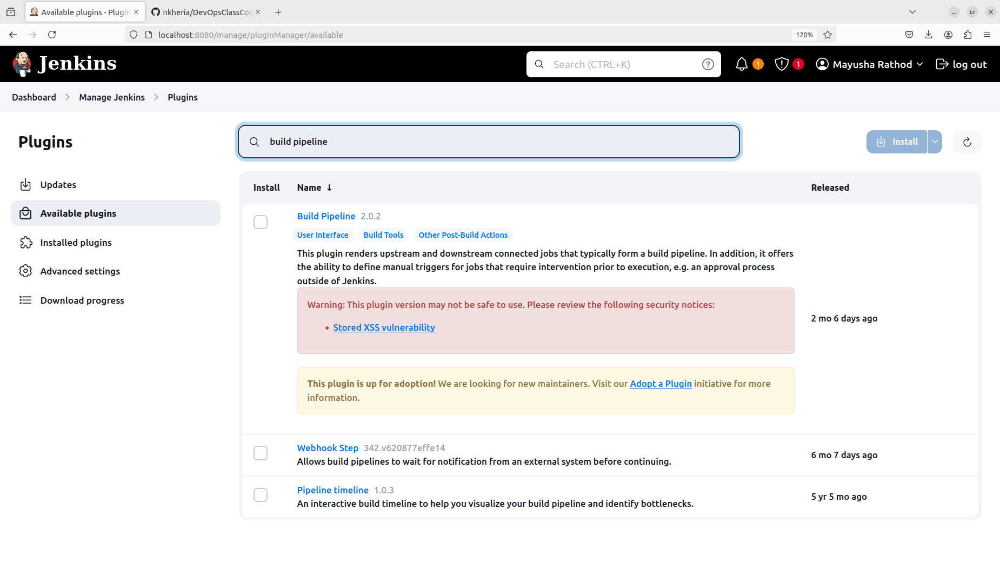 Available plugins - Plugin
nkheria/DevOpsClassCod
localhost:8080/manage/pluginManager/available
120%
Jenkins
Search (CTRL+K)
1
1
Mayusha Rathod
log out
Dashboard
Manage Jenkins
Plugins
Plugins
build pipeline
Install
Updates
Available plugins
Installed plugins
Advanced settings
Download progress
Install
Name ↓
Released
Build Pipeline 2.0.2
User Interface
Build Tools
Other Post-Build Actions
This plugin renders upstream and downstream connected jobs that typically form a build pipeline. In addition, it offers
the ability to define manual triggers for jobs that require intervention prior to execution, e.g. an approval process
outside of Jenkins.
Warning: This plugin version may not be safe to use. Please review the following security notices:
• Stored XSS vulnerability
2 mo 6 days ago
This plugin is up for adoption! We are looking for new maintainers. Visit our Adopt a Plugin initiative for more
information.
Webhook Step 342.v620877effe14
Allows build pipelines to wait for notification from an external system before continuing.
6 mo 7 days ago
Pipeline timeline 1.0.3
An interactive build timeline to help you visualize your build pipeline and identify bottlenecks.
5 yr 5 mo ago